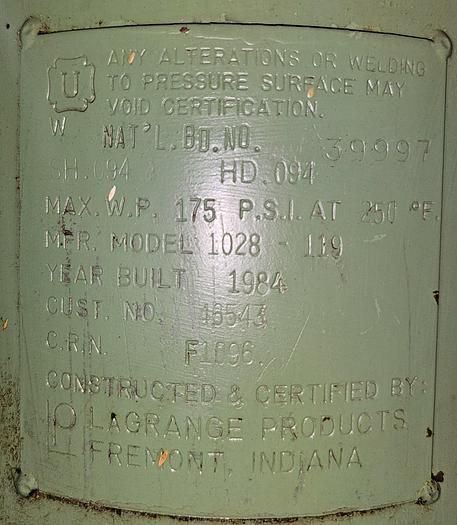 ANY ALTERATIONS OR WELDING
U TO PRESSURE SURFACE MAY
VOID CERTIFICATION.
W
NAT'L.BD.NO. 39997
SH.094 HD.094
MAX.W.P. 175 P.S.I. AT 250 °F.
MFR. MODEL 1028 - 119
YEAR BUILT 1984
CUST. NO. 16543
C.R.N. F1096.
CONSTRUCTED & CERTIFIED BY:
LAGRANGE PRODUCTS
FREMONT, INDIANA